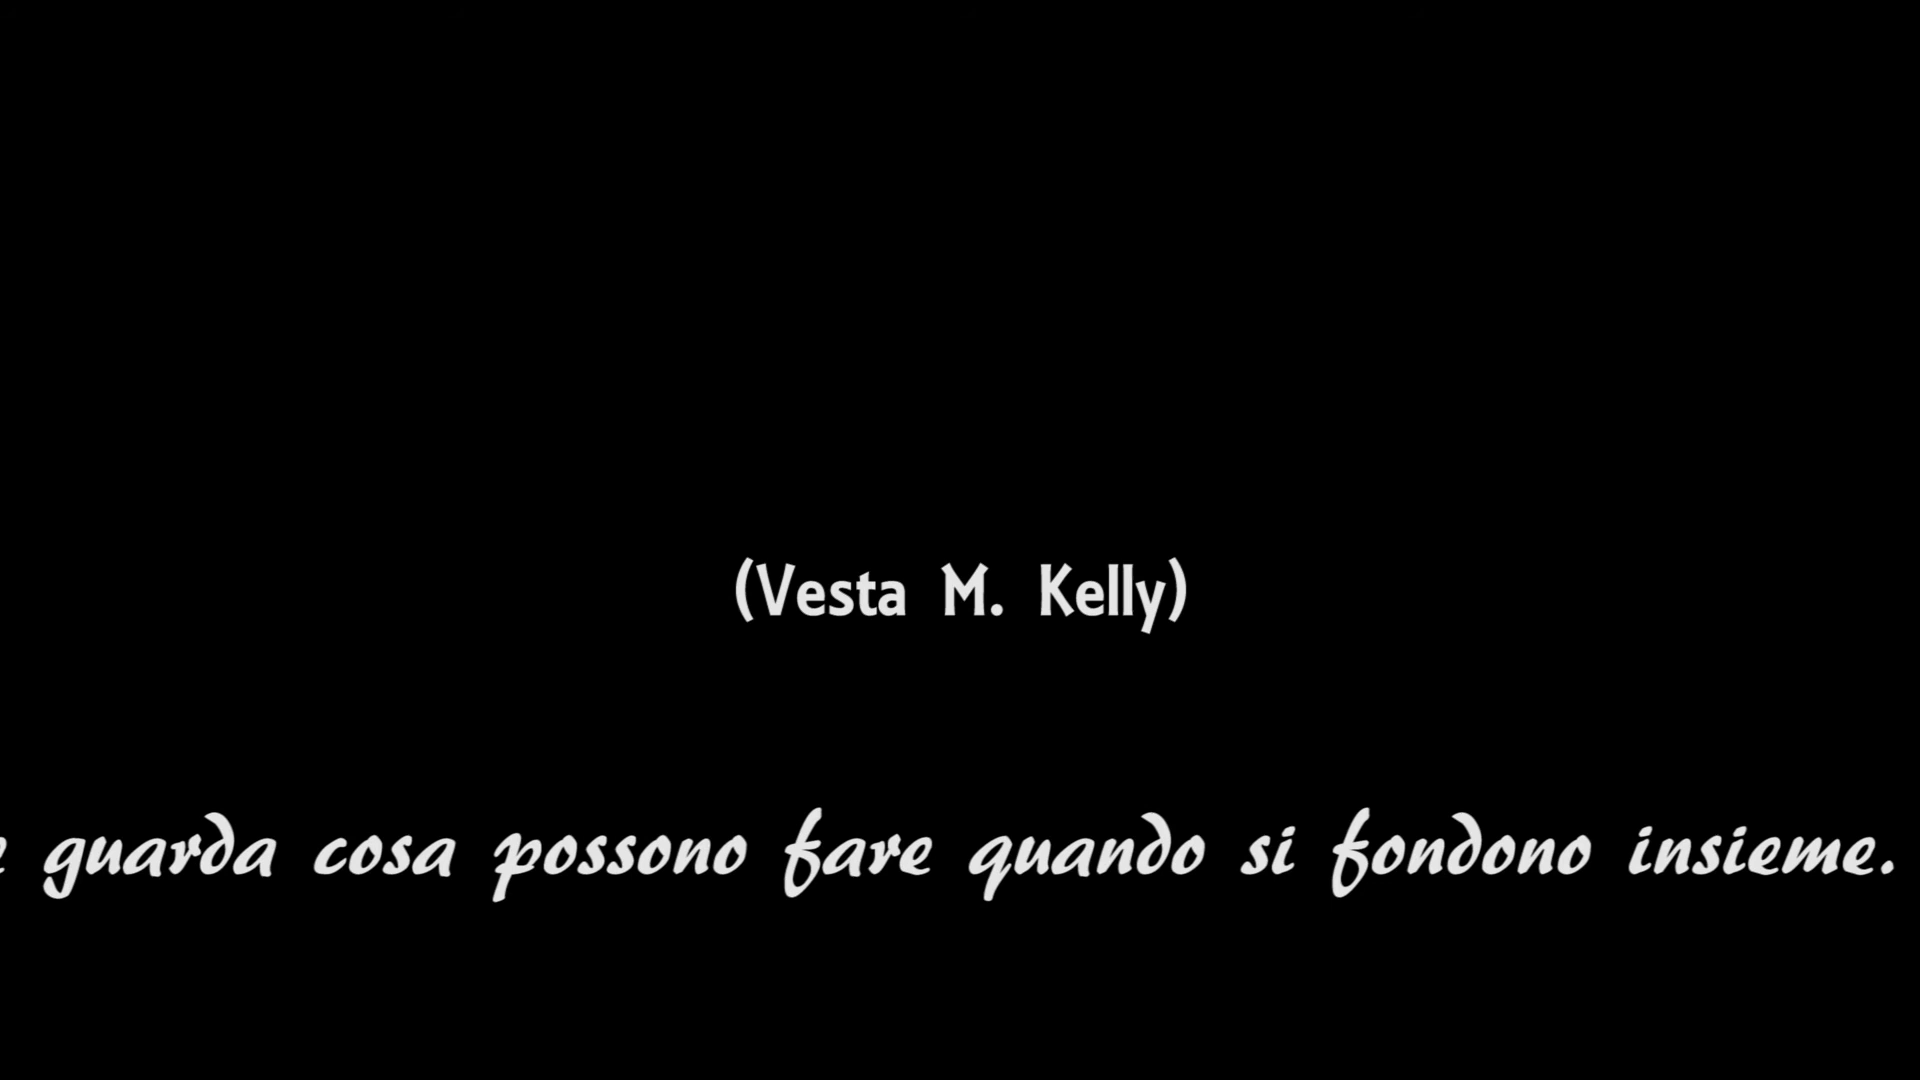 (Vesta M. Kelly)
guarda cosa possono fare quando si fondono insieme.